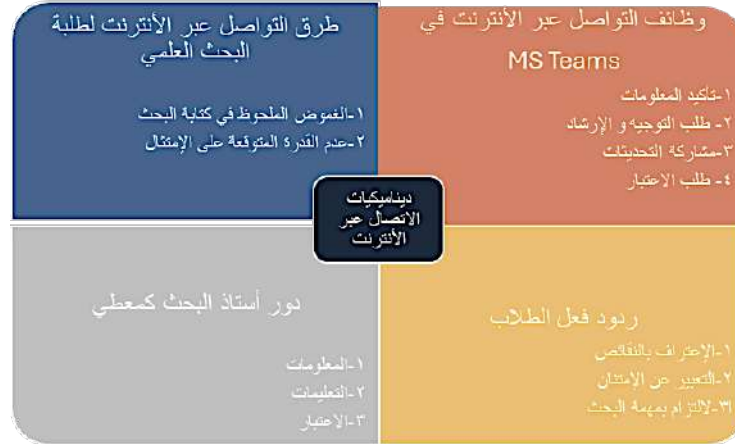 وظائف التواصل عبر الأنترنت في
MS Teams
١-تأكيد المعلومات
٢- طلب التوجيه و الإرشاد
٣-مشاركة التحديثات
٤- طلب الاعتبار
طرق التواصل عبر الأنترنت لطلبة
البحث العلمي
١-الغموض الملحوظ في كتابة البحث
٢-عدم القدرة المتوقعة على الإمتثال
ديناميكيات
الاتصال عبر
الأنترنت
ردود فعل الطلاب
١-الإعتراف بالنقائص
٢-التعبير عن الإمتنان
٣-الالتزام بمهمة البحث
دور أستاذ البحث كمعطي
١-المعلومات
٢-التعليمات
٣-الاعتبار